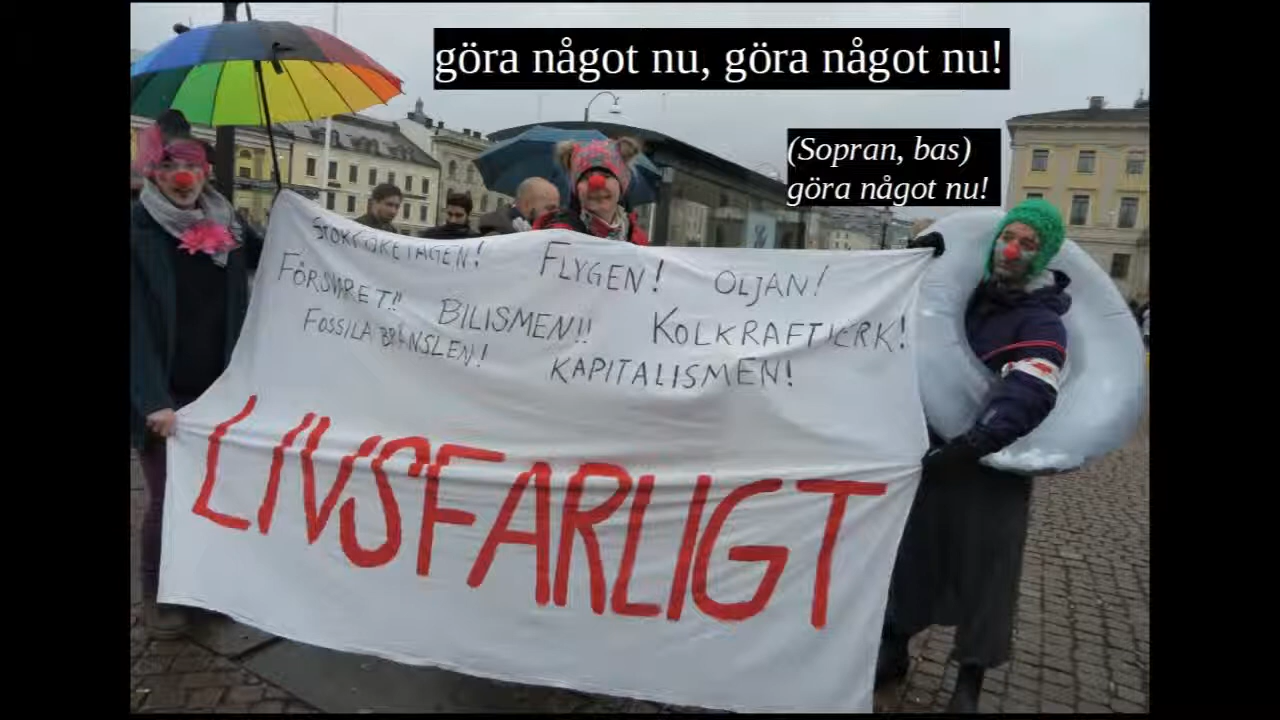 göra något nu, göra något nu!
(Sopran, bas)
göra något nu!
FLYGEN! OLJAN!
FÖRSVARET!! BILISMEN!! KOLKRAFTVERK!
FOSSILA BRÄNSLEN! KAPITALISMEN!
LIVSFARLIGT